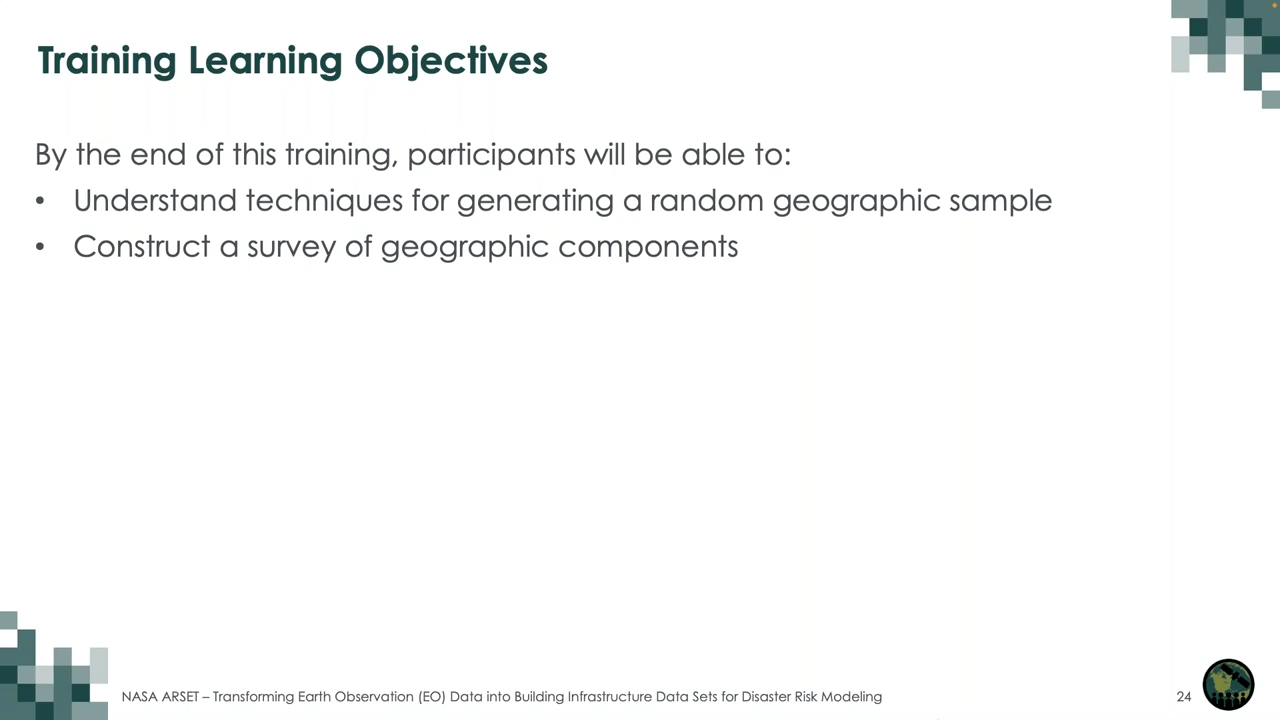 Training Learning Objectives
By the end of this training, participants will be able to:
• Understand techniques for generating a random geographic sample
• Construct a survey of geographic components
NASA ARSET – Transforming Earth Observation (EO) Data into Building Infrastructure Data Sets for Disaster Risk Modeling
24